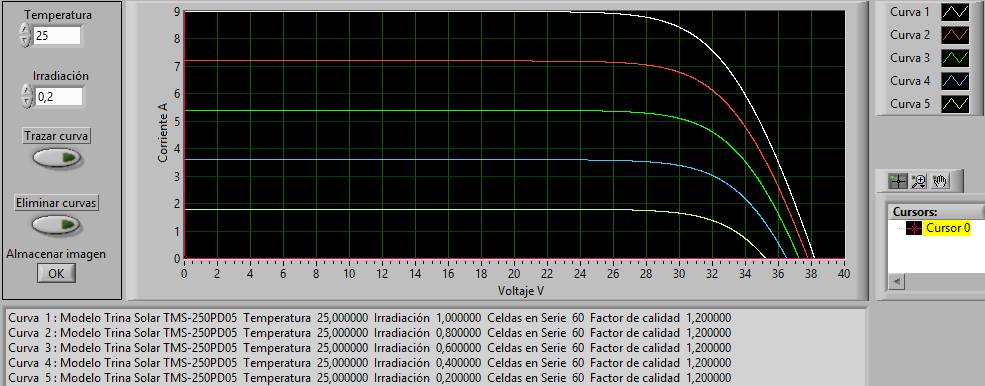 Temperatura
25
Irradiación
0,2
Trazar curva
Eliminar curvas
Almacenar imagen
OK
Corriente A
9
8
7
6
5
4
3
2
1
0
0 2 4 6 8 10 12 14 16 18 20 22 24 26 28 30 32 34 36 38 40
Voltaje V
Curva 1
Curva 2
Curva 3
Curva 4
Curva 5
Cursors:
Cursor 0
Curva 1 : Modelo Trina Solar TMS-250PD05 Temperatura 25,000000 Irradiación 1,000000 Celdas en Serie 60 Factor de calidad 1,200000
Curva 2 : Modelo Trina Solar TMS-250PD05 Temperatura 25,000000 Irradiación 0,800000 Celdas en Serie 60 Factor de calidad 1,200000
Curva 3 : Modelo Trina Solar TMS-250PD05 Temperatura 25,000000 Irradiación 0,600000 Celdas en Serie 60 Factor de calidad 1,200000
Curva 4 : Modelo Trina Solar TMS-250PD05 Temperatura 25,000000 Irradiación 0,400000 Celdas en Serie 60 Factor de calidad 1,200000
Curva 5 : Modelo Trina Solar TMS-250PD05 Temperatura 25,000000 Irradiación 0,200000 Celdas en Serie 60 Factor de calidad 1,200000